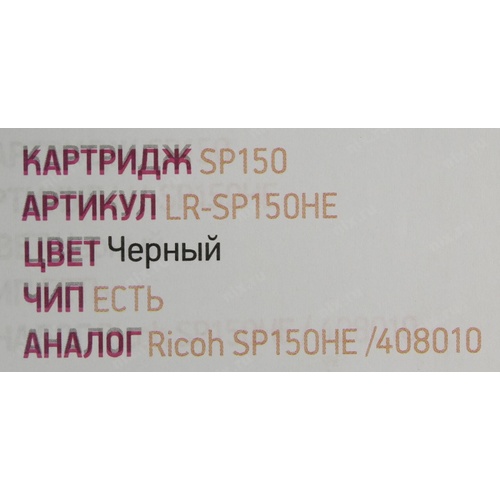 КАРТРИДЖ SP150
АРТИКУЛ LR-SP150HE
ЦВЕТ Черный
ЧИП ЕСТЬ
АНАЛОГ Ricoh SP150HE /408010